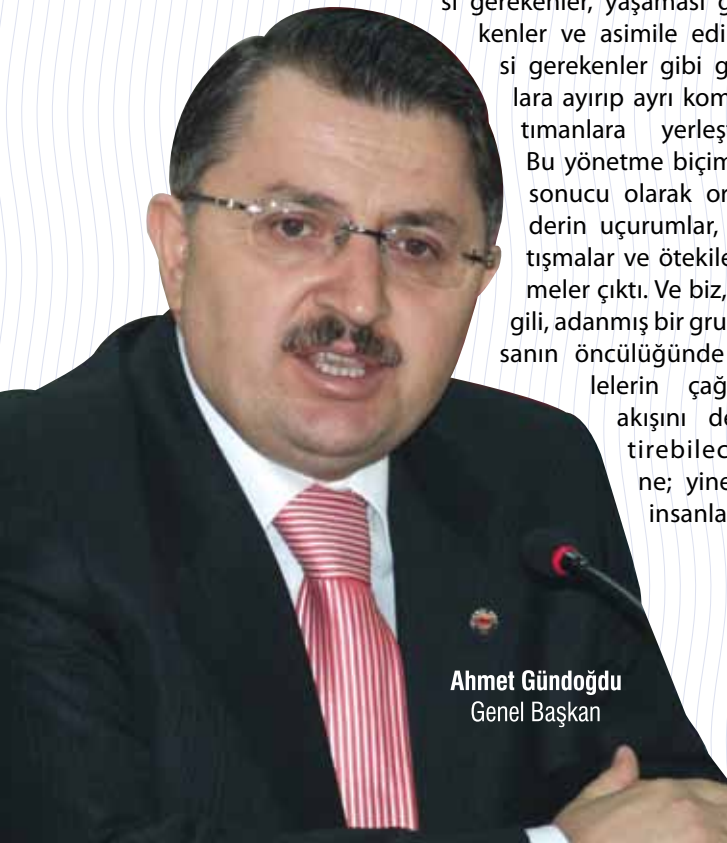 si gerekenler, yaşaması g
kenler ve asimile edi
si gerekenler gibi g
lara ayırıp ayrı kom
tımanlara yerleş
Bu yönetme biçim
sonucu olarak or
derin uçurumlar,
tışmalar ve ötekile
meler çıktı. Ve biz,
gili, adanmış bir gru
sanın öncülüğünde
lelerin çağ
akışını de
tirebilec
ne; yine
insanla
Ahmet Gündoğdu
Genel Başkan